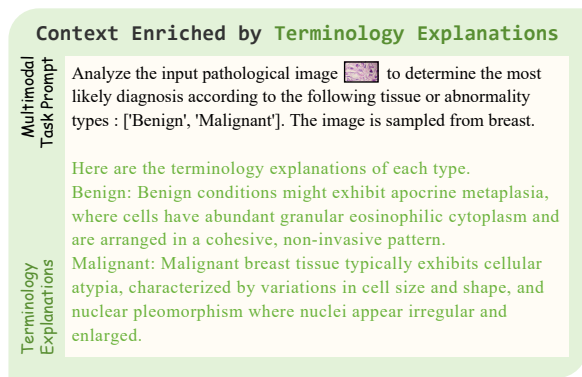 Context Enriched by Terminology Explanations
Multimodal
Task Prompt
Analyze the input pathological image to determine the most
likely diagnosis according to the following tissue or abnormality
types : ['Benign', 'Malignant']. The image is sampled from breast.
Terminology
Explanations
Here are the terminology explanations of each type.
Benign: Benign conditions might exhibit apocrine metaplasia,
where cells have abundant granular eosinophilic cytoplasm and
are arranged in a cohesive, non-invasive pattern.
Malignant: Malignant breast tissue typically exhibits cellular
atypia, characterized by variations in cell size and shape, and
nuclear pleomorphism where nuclei appear irregular and
enlarged.